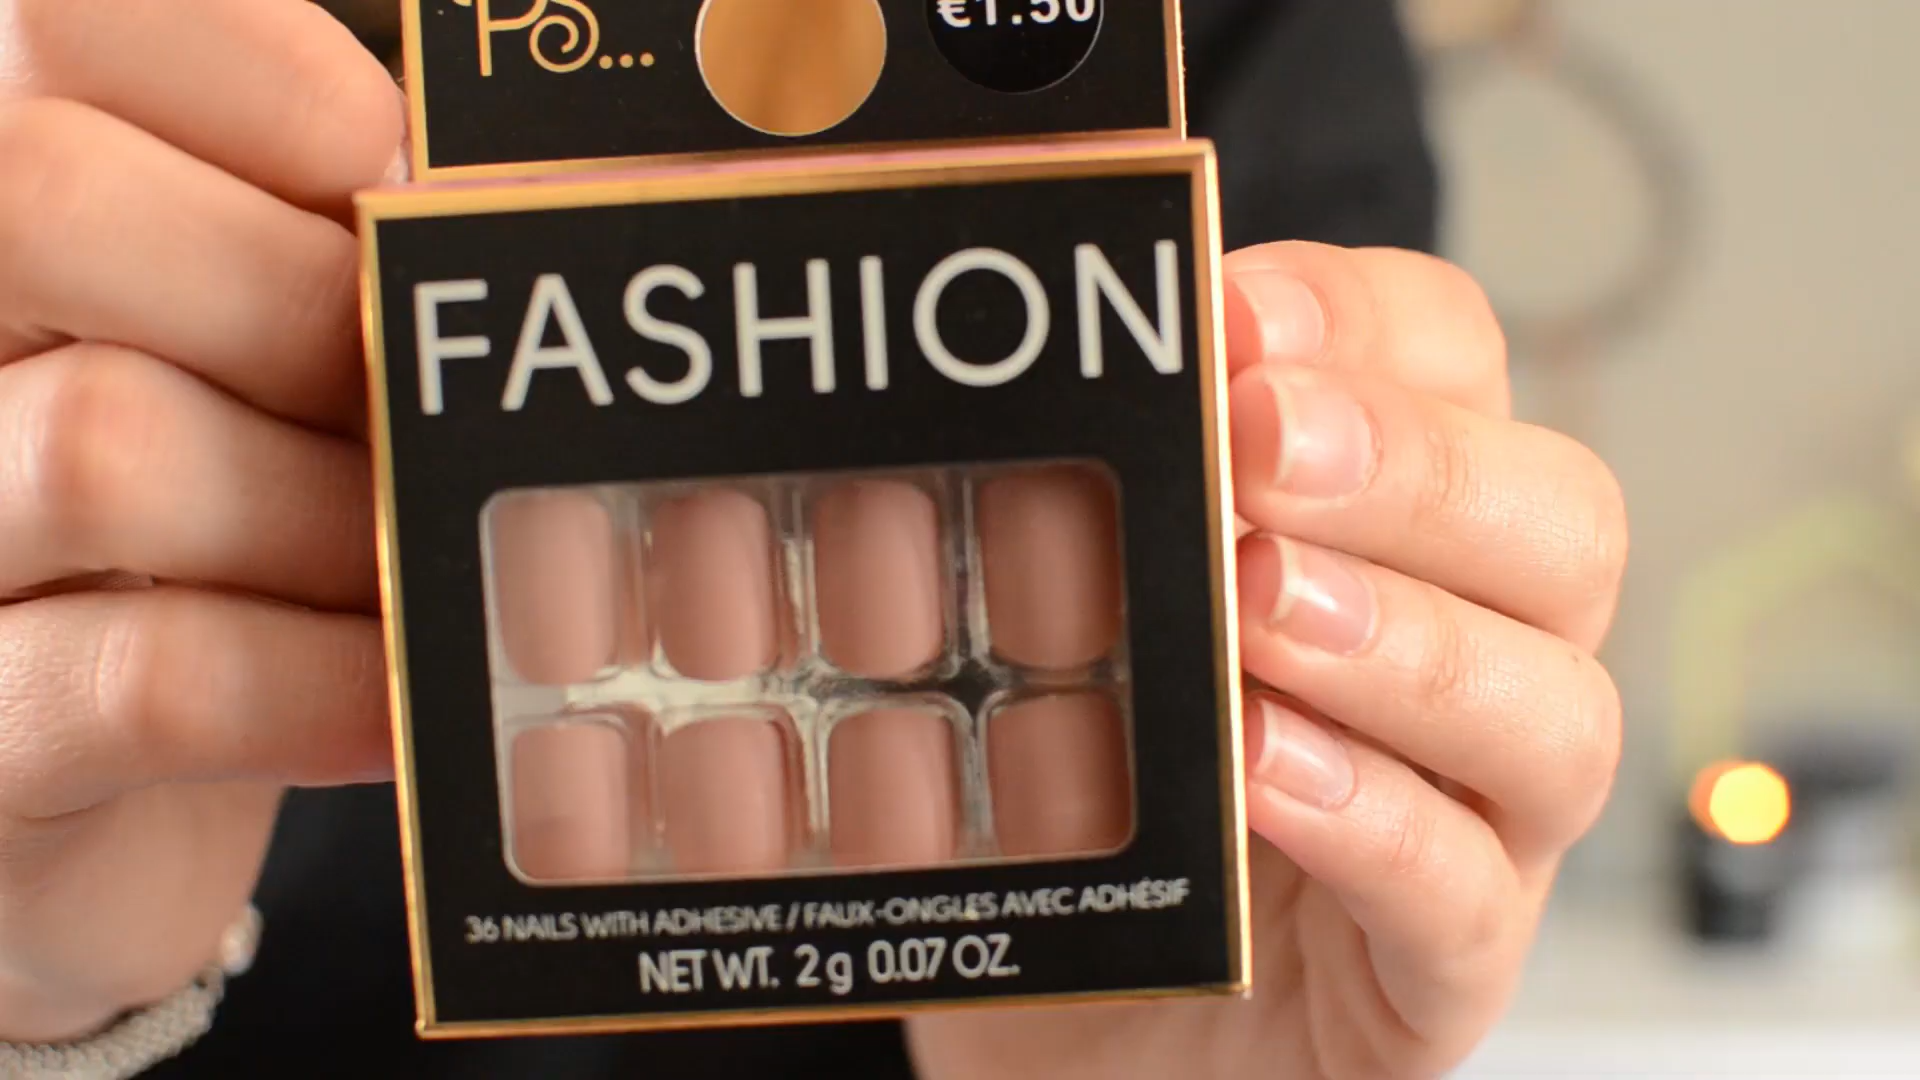 PS...
€1.50
FASHION
36 NAILS WITH ADHESIVE / FAUX-ONGLES AVEC ADHÉSIF
NET WT. 2 g 0.07 OZ.